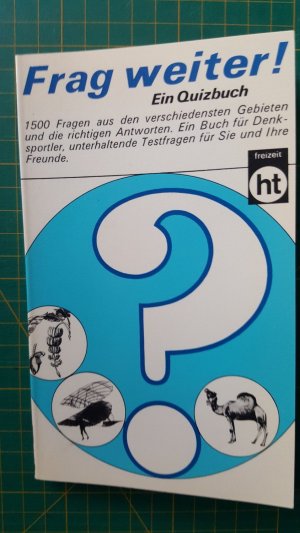 Frag weiter!
Ein Quizbuch
1500 Fragen aus den verschiedensten Gebieten
und die richtigen Antworten. Ein Buch für Denk-
sportler, unterhaltende Testfragen für Sie und Ihre
Freunde.
freizeit
ht
?